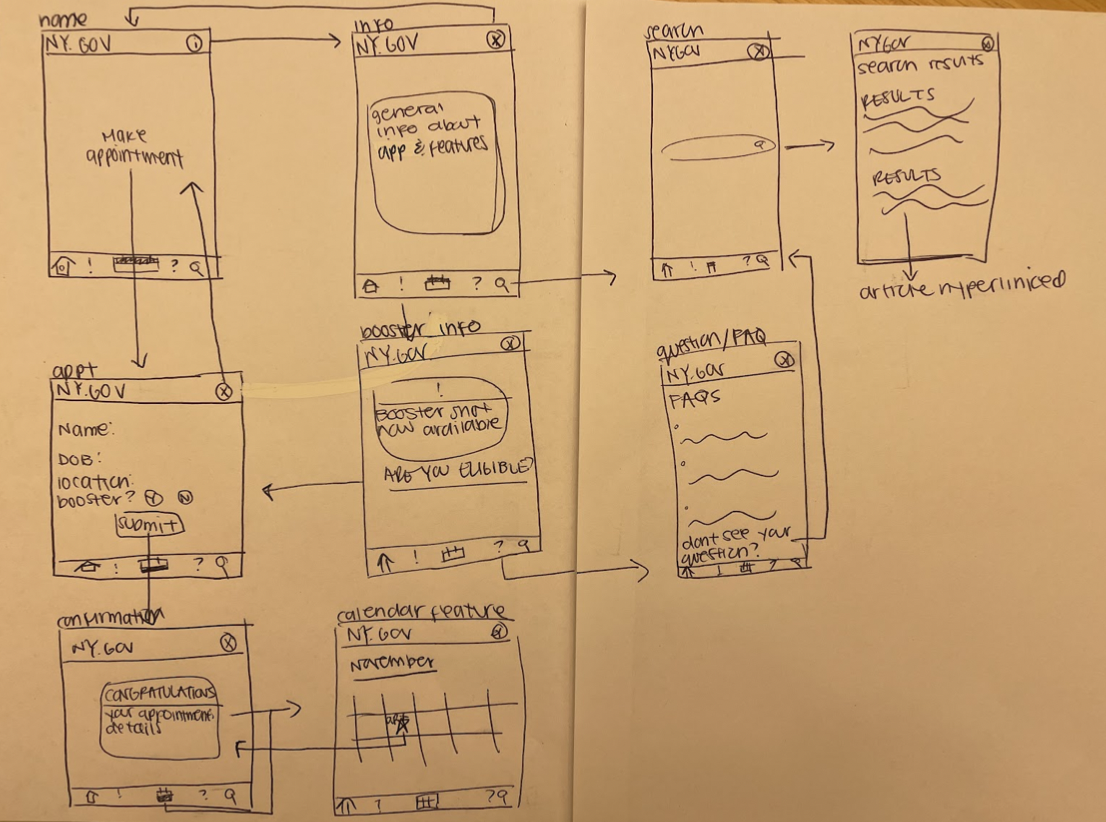 name
NY.GOV
i
Make
appointment
! ?
info
NY.GOV
X
general
info about
app & features
! ?
search
NYGOV
X
! ?
NYGOV
X
search results
RESULTS
RESULTS
article hyperlinked
appt
NY.GOV
X
Name:
DOB:
location:
booster? Y N
submit
! ?
booster info
NY.GOV
X
!
Booster shot
now available
ARE YOU ELIGIBLE?
! ?
question/FAQ
NY.GOV
X
FAQS
dont see your
question?
! ?
confirmation
NY.GOV
X
CONGRATULATIONS
your appointment
details
! ?
calendar feature
NY.GOV
X
November
! ?